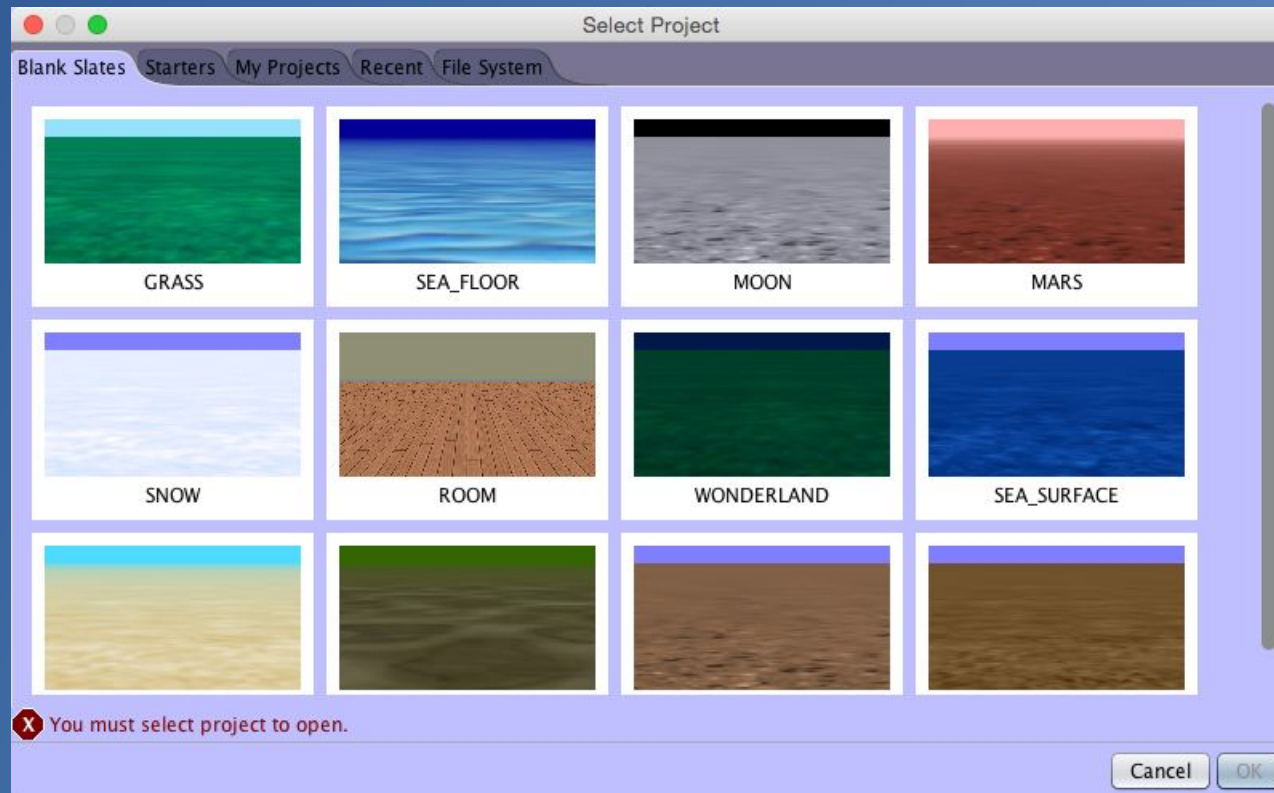 Select Project
Blank Slates Starters My Projects Recent File System
GRASS SEA_FLOOR MOON MARS
SNOW ROOM WONDERLAND SEA_SURFACE
X You must select project to open.
Cancel OK